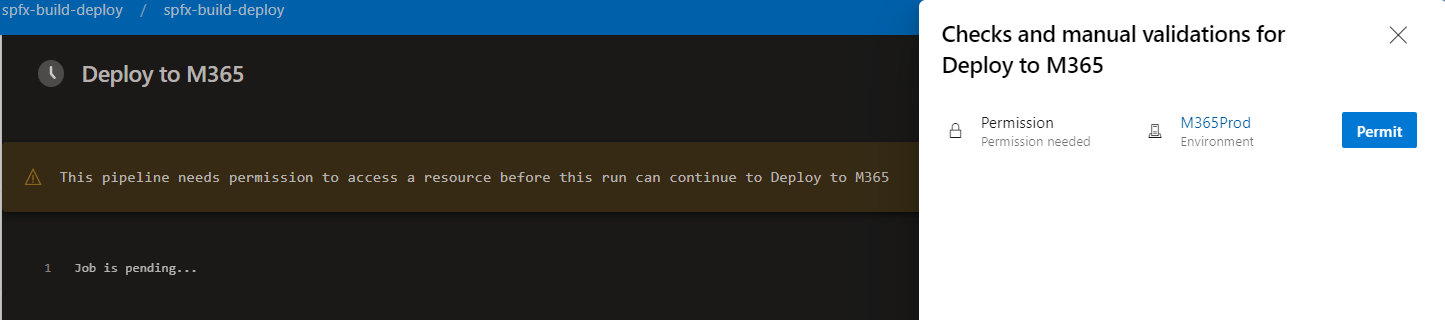 spfx-build-deploy / spfx-build-deploy
Deploy to M365
This pipeline needs permission to access a resource before this run can continue to Deploy to M365
1 Job is pending...
Checks and manual validations for
Deploy to M365
Permission
Permission needed
M365Prod
Environment
Permit